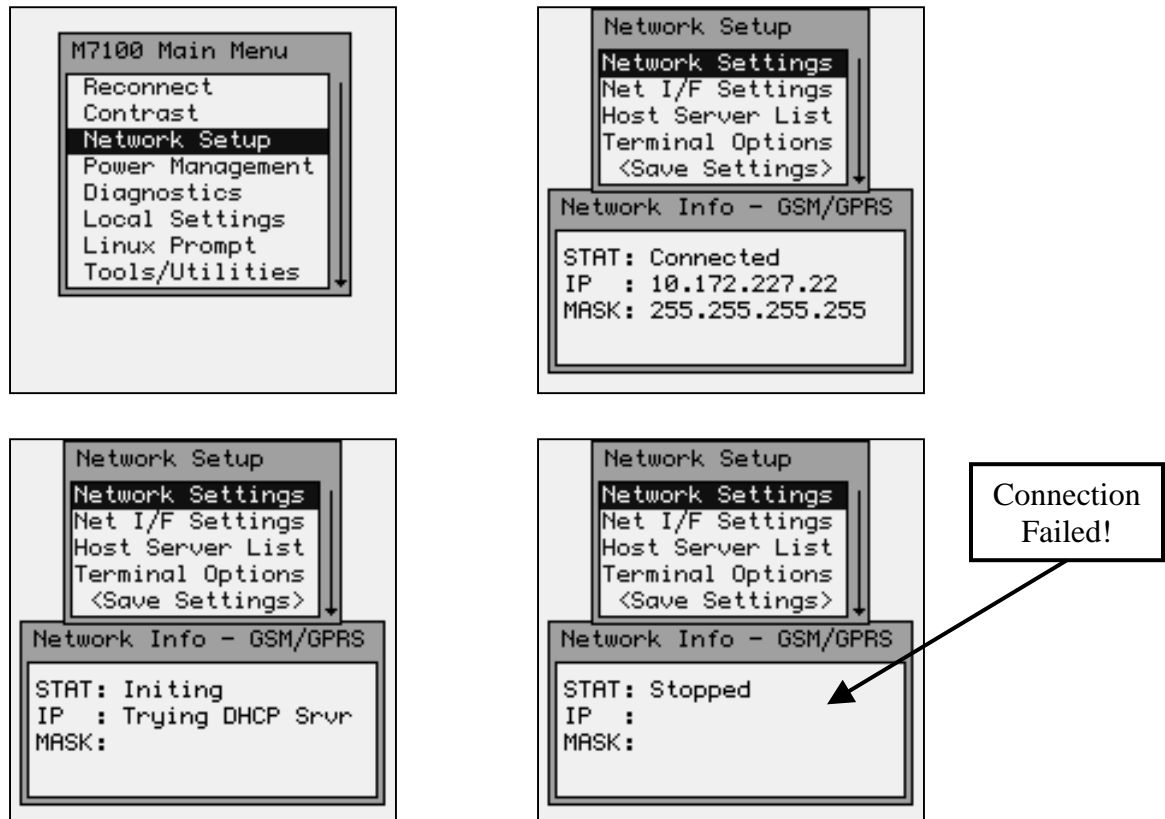 M7100 Main Menu
Reconnect
Contrast
Network Setup
Power Management
Diagnostics
Local Settings
Linux Prompt
Tools/Utilities
Network Setup
Network Settings
Net I/F Settings
Host Server List
Terminal Options
<Save Settings>
Network Info - GSM/GPRS
STAT: Connected
IP : 10.172.227.22
MASK: 255.255.255.255
Network Setup
Network Settings
Net I/F Settings
Host Server List
Terminal Options
<Save Settings>
Network Info - GSM/GPRS
STAT: Initing
IP : Trying DHCP Srvr
MASK:
Network Setup
Network Settings
Net I/F Settings
Host Server List
Terminal Options
<Save Settings>
Network Info - GSM/GPRS
STAT: Stopped
IP :
MASK:
Connection
Failed!